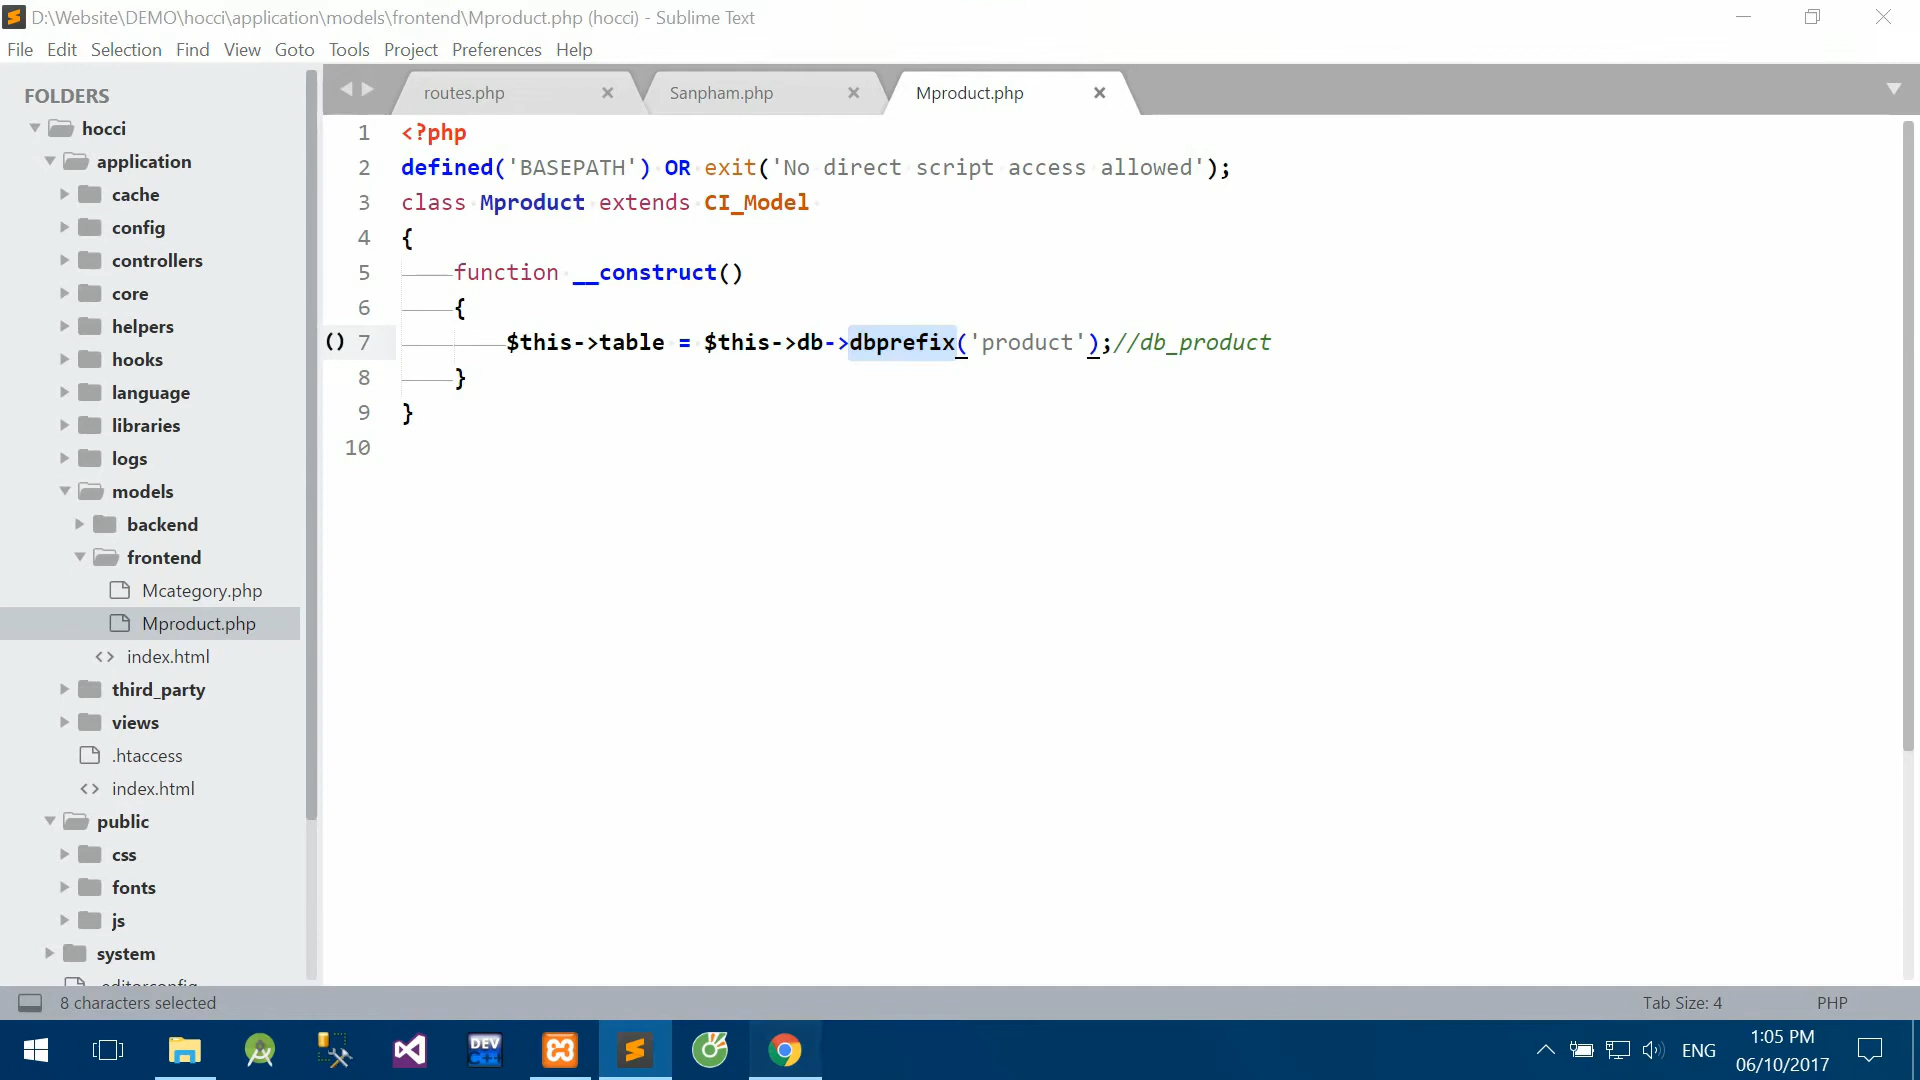 D:\Website\DEMO\hocci\application\models\frontend\Mproduct.php (hocci) - Sublime Text
File Edit Selection Find View Goto Tools Project Preferences Help
FOLDERS
hocci
application
cache
config
controllers
core
helpers
hooks
language
libraries
logs
models
backend
frontend
Mcategory.php
Mproduct.php
index.html
third_party
views
.htaccess
index.html
public
css
fonts
js
system
.editorconfig
routes.php
Sanpham.php
Mproduct.php
1 <?php
2 defined('BASEPATH') OR exit('No direct script access allowed');
3 class Mproduct extends CI_Model
4 {
5 function __construct()
6 {
() 7 $this->table = $this->db->dbprefix('product');//db_product
8 }
9 }
10
8 characters selected
Tab Size: 4
PHP
DEV C++
ENG
1:05 PM
06/10/2017